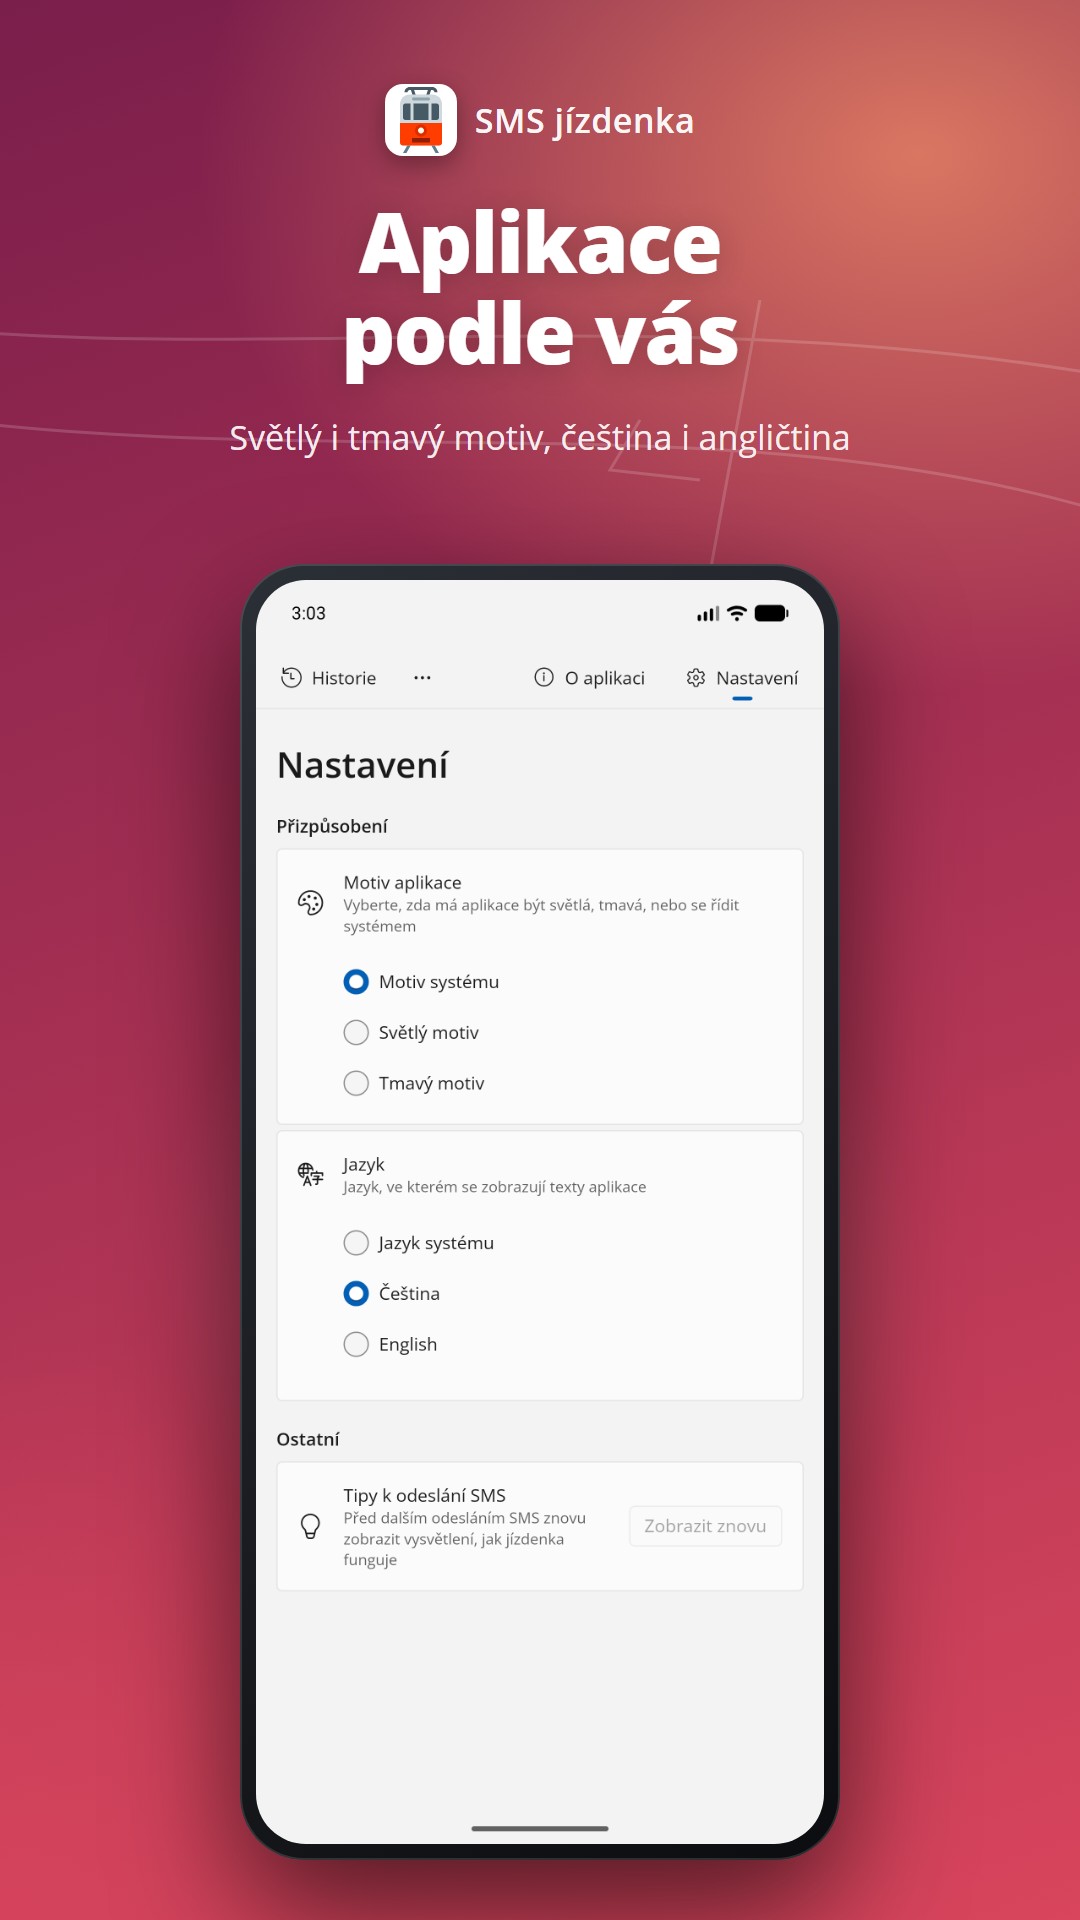 SMS jízdenka
Aplikace
podle vás
Světlý i tmavý motiv, čeština i angličtina
3:03
Historie
O aplikaci
Nastavení
Nastavení
Přizpůsobení
Motiv aplikace
Vyberte, zda má aplikace být světlá, tmavá, nebo se řídit
systémem
Motiv systému
Světlý motiv
Tmavý motiv
Jazyk
Jazyk, ve kterém se zobrazují texty aplikace
Jazyk systému
Čeština
English
Ostatní
Tipy k odeslání SMS
Před dalším odesláním SMS znovu
zobrazit vysvětlení, jak jízdenka
funguje
Zobrazit znovu